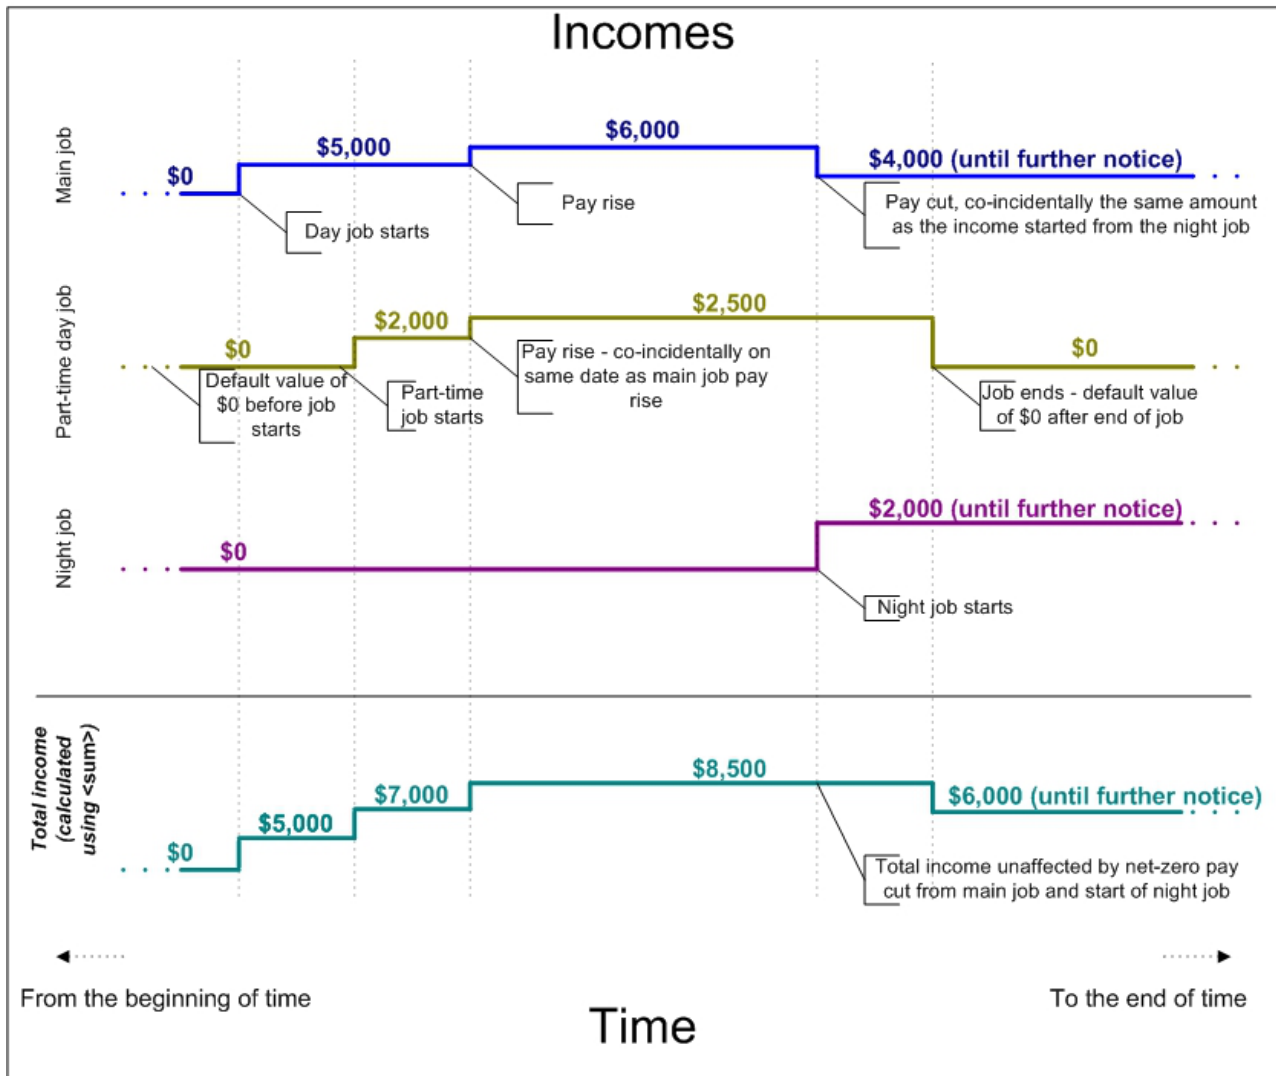 Incomes
Main job
$0
$5,000
$6,000
$4,000 (until further notice)
Day job starts
Pay rise
Pay cut, co-incidentally the same amount
as the income started from the night job
Part-time day job
$0
$2,000
$2,500
$0
Default value of
$0 before job
starts
Part-time
job starts
Pay rise - co-incidentally on
same date as main job pay
rise
Job ends - default value
of $0 after end of job
Night job
$0
$2,000 (until further notice)
Night job starts
Total income
(calculated
using <sum>)
$0
$5,000
$7,000
$8,500
$6,000 (until further notice)
Total income unaffected by net-zero pay
cut from main job and start of night job
From the beginning of time
To the end of time
Time